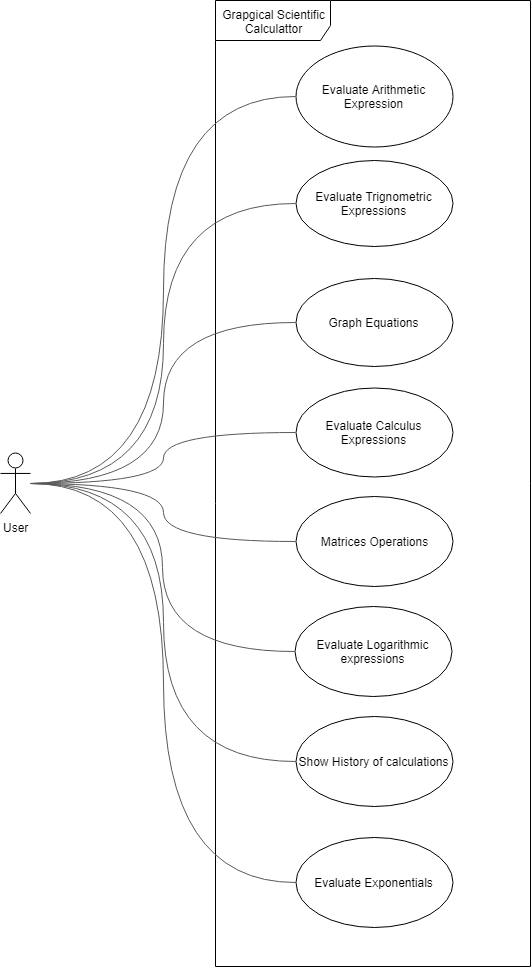 Grapgical Scientific
Calculattor
Evaluate Arithmetic
Expression
Evaluate Trignometric
Expressions
Graph Equations
Evaluate Calculus
Expressions
User
Matrices Operations
Evaluate Logarithmic
expressions
Show History of calculations
Evaluate Exponentials